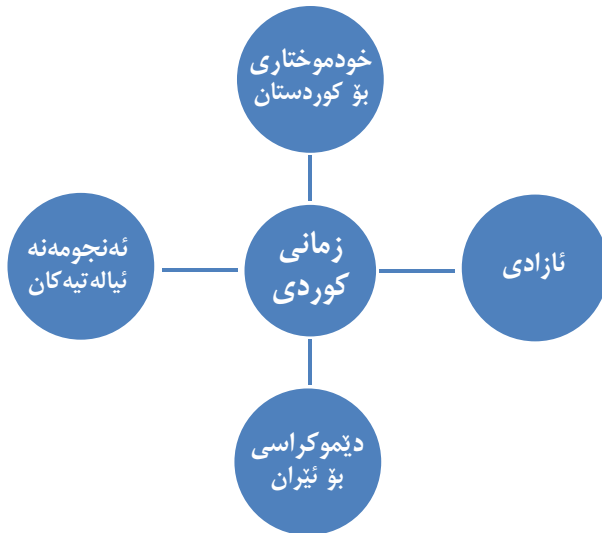 خودموختاری
بۆ کوردستان
ئازادی
زمانی
کوردی
ئەنجومەنە
ئیالەتیەکان
دێموکراسی
بۆ ئێران